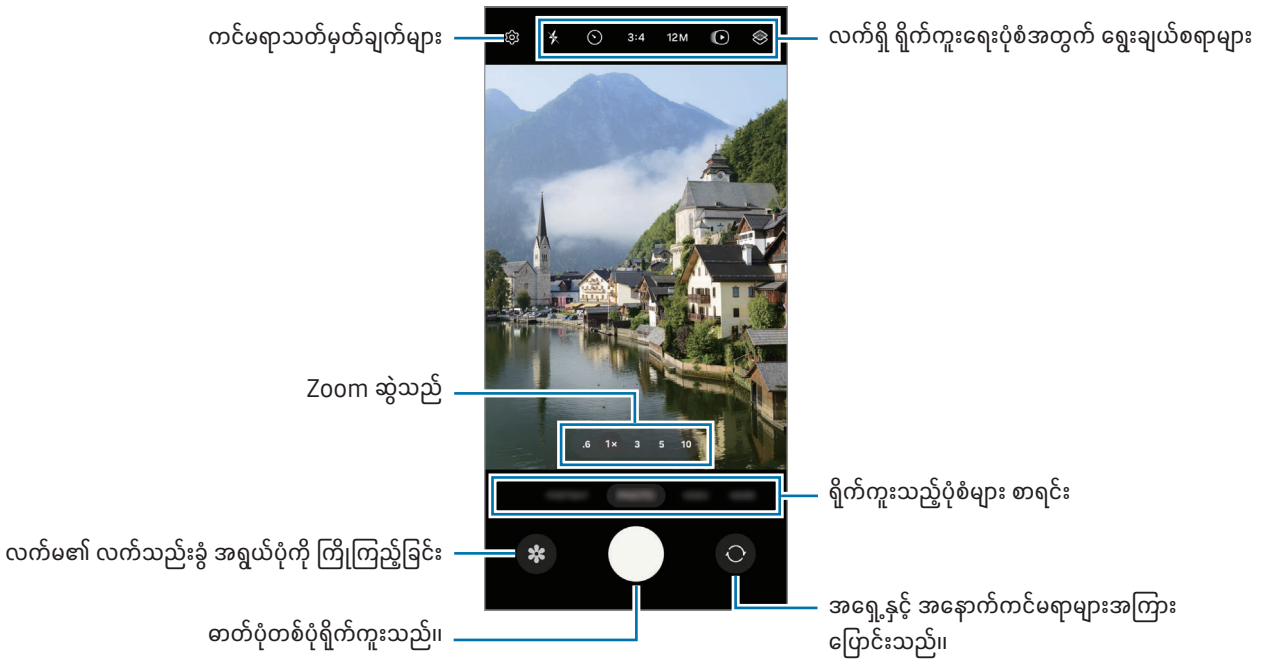 ကင်မရာသတ်မှတ်ချက်များ
3:4 12M
လက်ရှိ ရိုက်ကူးရေးပုံစံအတွက် ရွေးချယ်စရာများ
Zoom ဆွဲသည်
.6 1× 3 5 10
ရိုက်ကူးသည့်ပုံစံများ စာရင်း
လက်မ၏ လက်သည်းခွံ အရွယ်ပုံကို ကြိုကြည့်ခြင်း
အရှေ့နှင့် အနောက်ကင်မရာများအကြား
ပြောင်းသည်။
ဓာတ်ပုံတစ်ပုံရိုက်ကူးသည်။